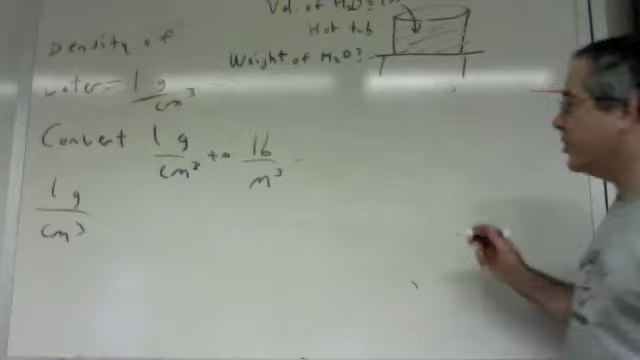 Vol. of H2O
Hot tub
Weight of H2O?
Density of
water = 1 g/cm³
Convert 1 g/cm³ to lb/m³
1 g/cm³